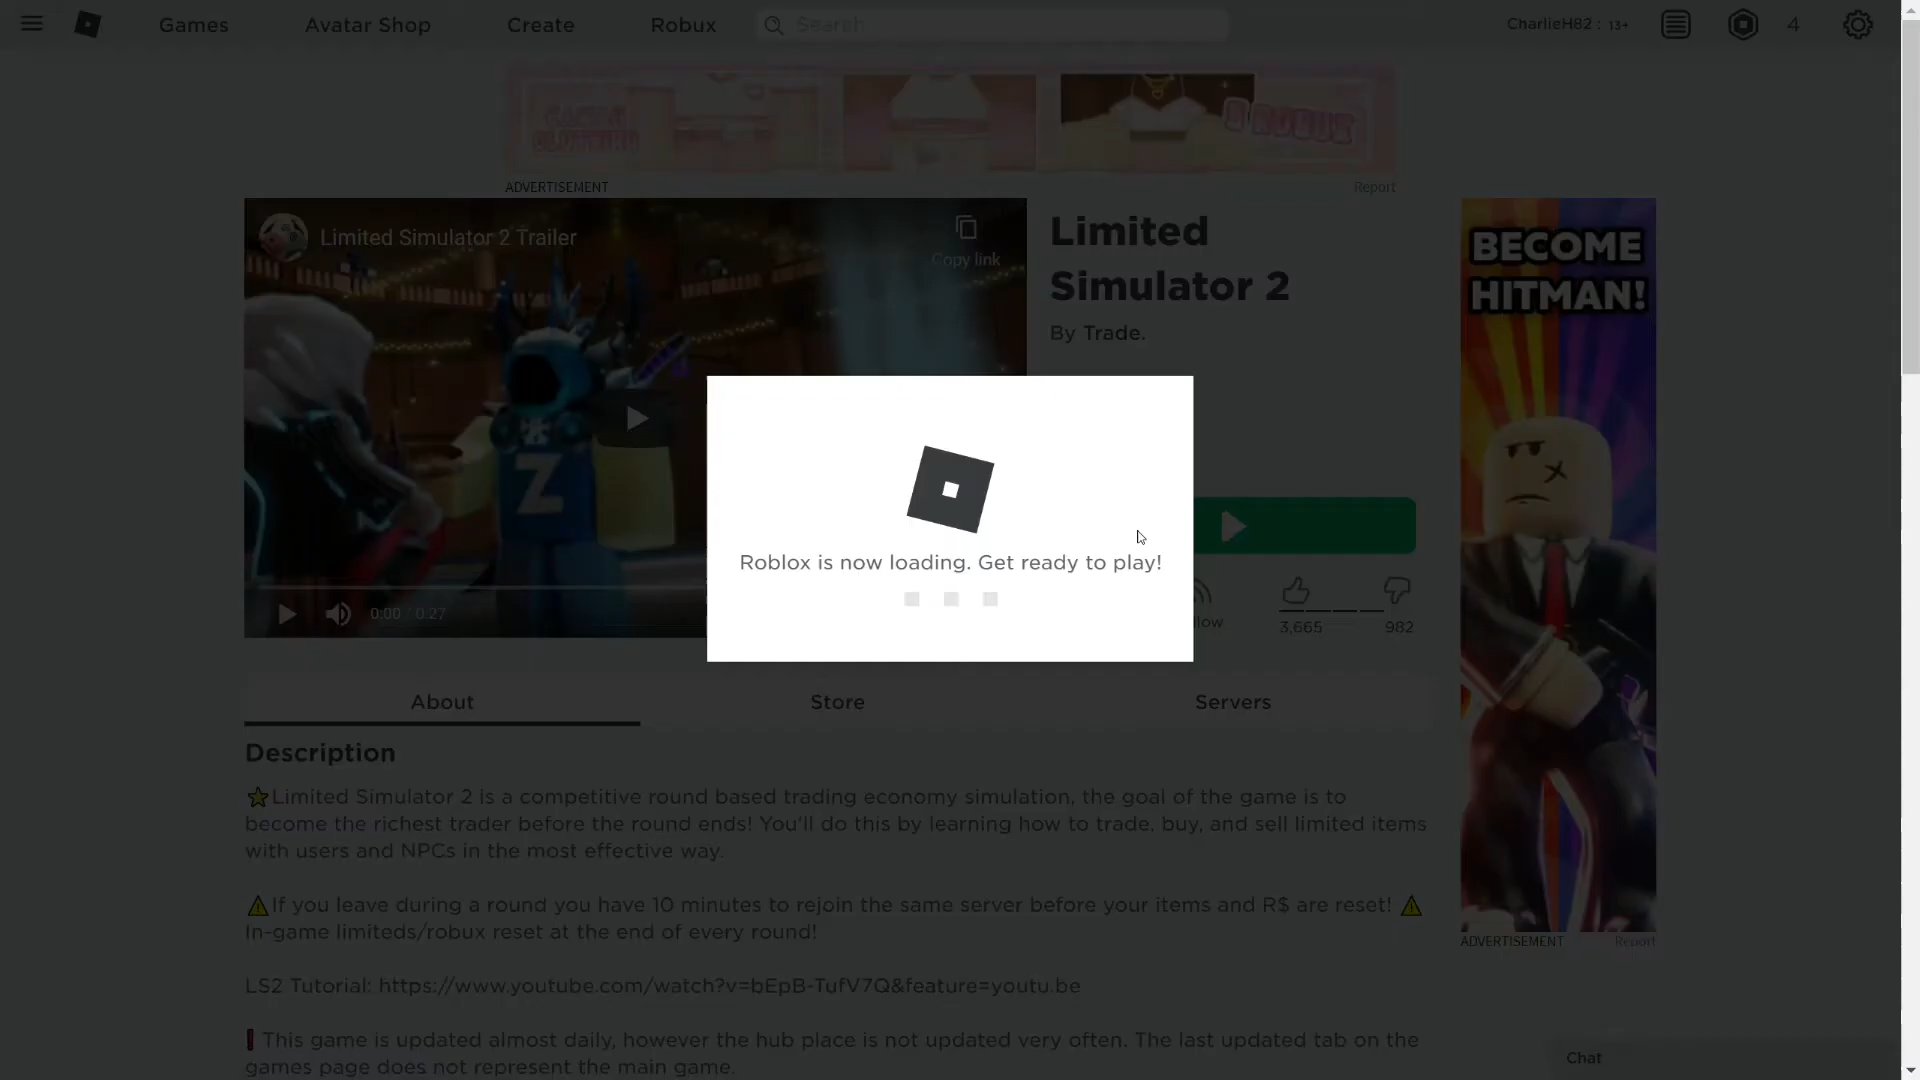 Games
Avatar Shop
Create
Robux
Search
CharlieH82 : 13+
4
ADVERTISEMENT
Report
Limited Simulator 2 Trailer
Copy link
Z
0:00 / 0:27
Limited
Simulator 2
By Trade.
BECOME
HITMAN!
Roblox is now loading. Get ready to play!
3,665
982
About
Store
Servers
Description
⭐Limited Simulator 2 is a competitive round based trading economy simulation, the goal of the game is to
become the richest trader before the round ends! You'll do this by learning how to trade, buy, and sell limited items
with users and NPCs in the most effective way.
⚠If you leave during a round you have 10 minutes to rejoin the same server before your items and R$ are reset! ⚠
In-game limiteds/robux reset at the end of every round!
ADVERTISEMENT
Report
LS2 Tutorial: https://www.youtube.com/watch?v=bEpB-TufV7Q&feature=youtu.be
❗ This game is updated almost daily, however the hub place is not updated very often. The last updated tab on the
games page does not represent the main game.
Chat